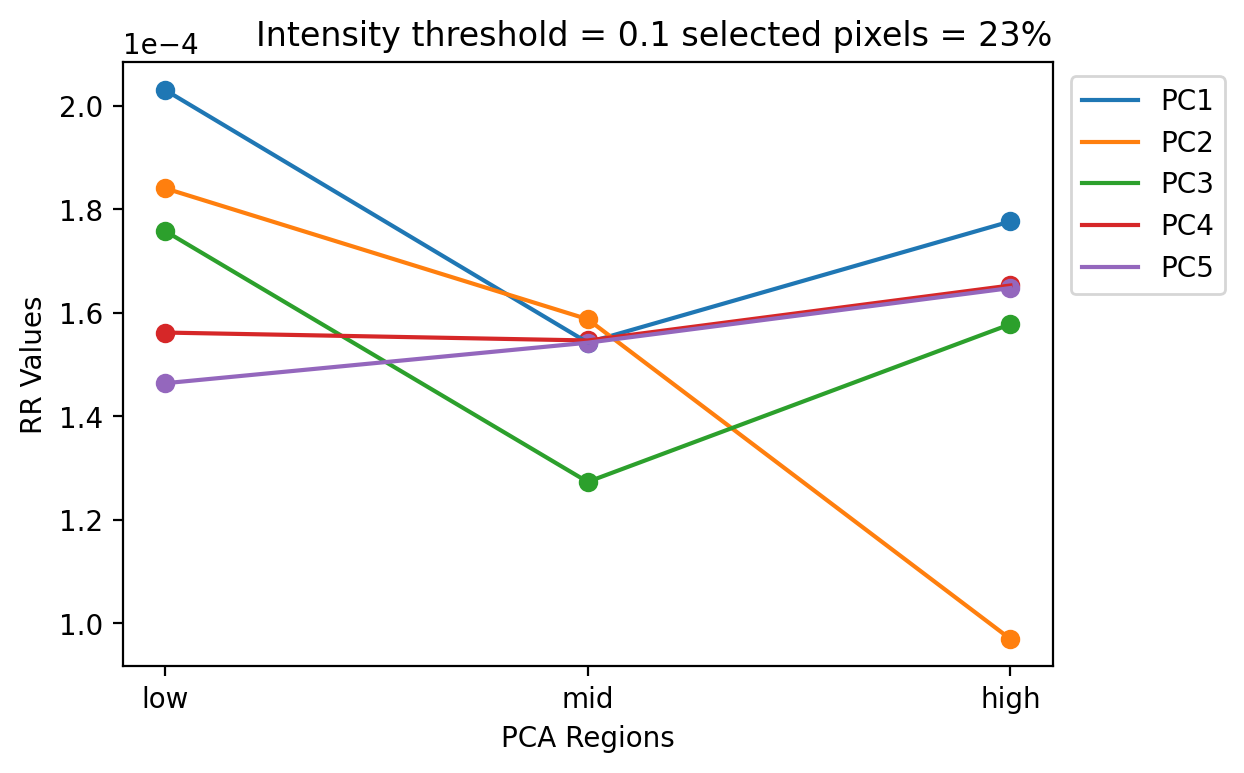 Intensity threshold = 0.1 selected pixels = 23%
1e−4
2.0
1.8
1.6
1.4
1.2
1.0
RR Values
low mid high
PCA Regions
PC1
PC2
PC3
PC4
PC5